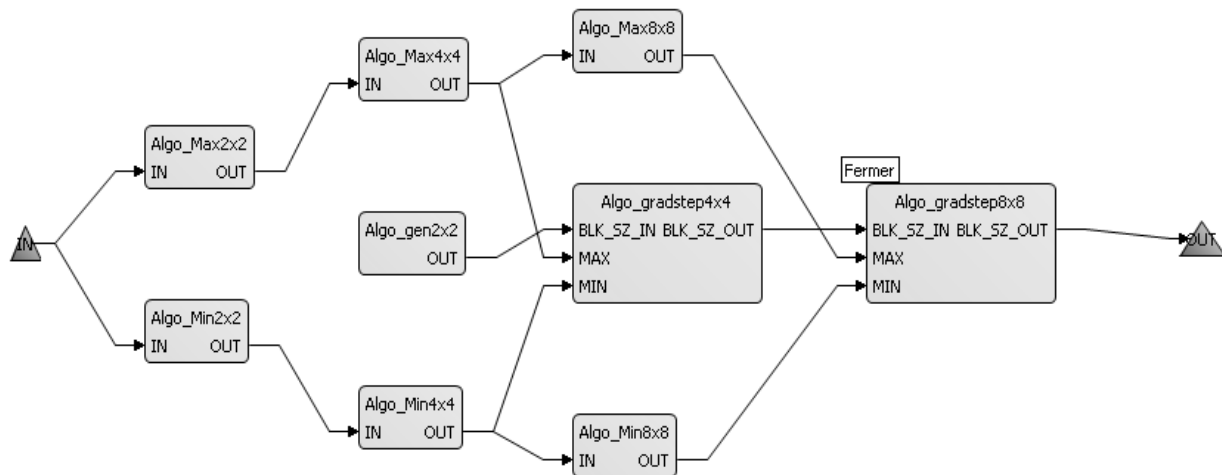 Algo_Max8x8
IN OUT
Algo_Max4x4
IN OUT
Algo_Max2x2
IN OUT
Fermer
Algo_gradstep4x4
BLK_SZ_IN BLK_SZ_OUT
MAX
MIN
Algo_gradstep8x8
BLK_SZ_IN BLK_SZ_OUT
MAX
MIN
Algo_gen2x2
OUT
IN
OUT
Algo_Min2x2
IN OUT
Algo_Min4x4
IN OUT
Algo_Min8x8
IN OUT